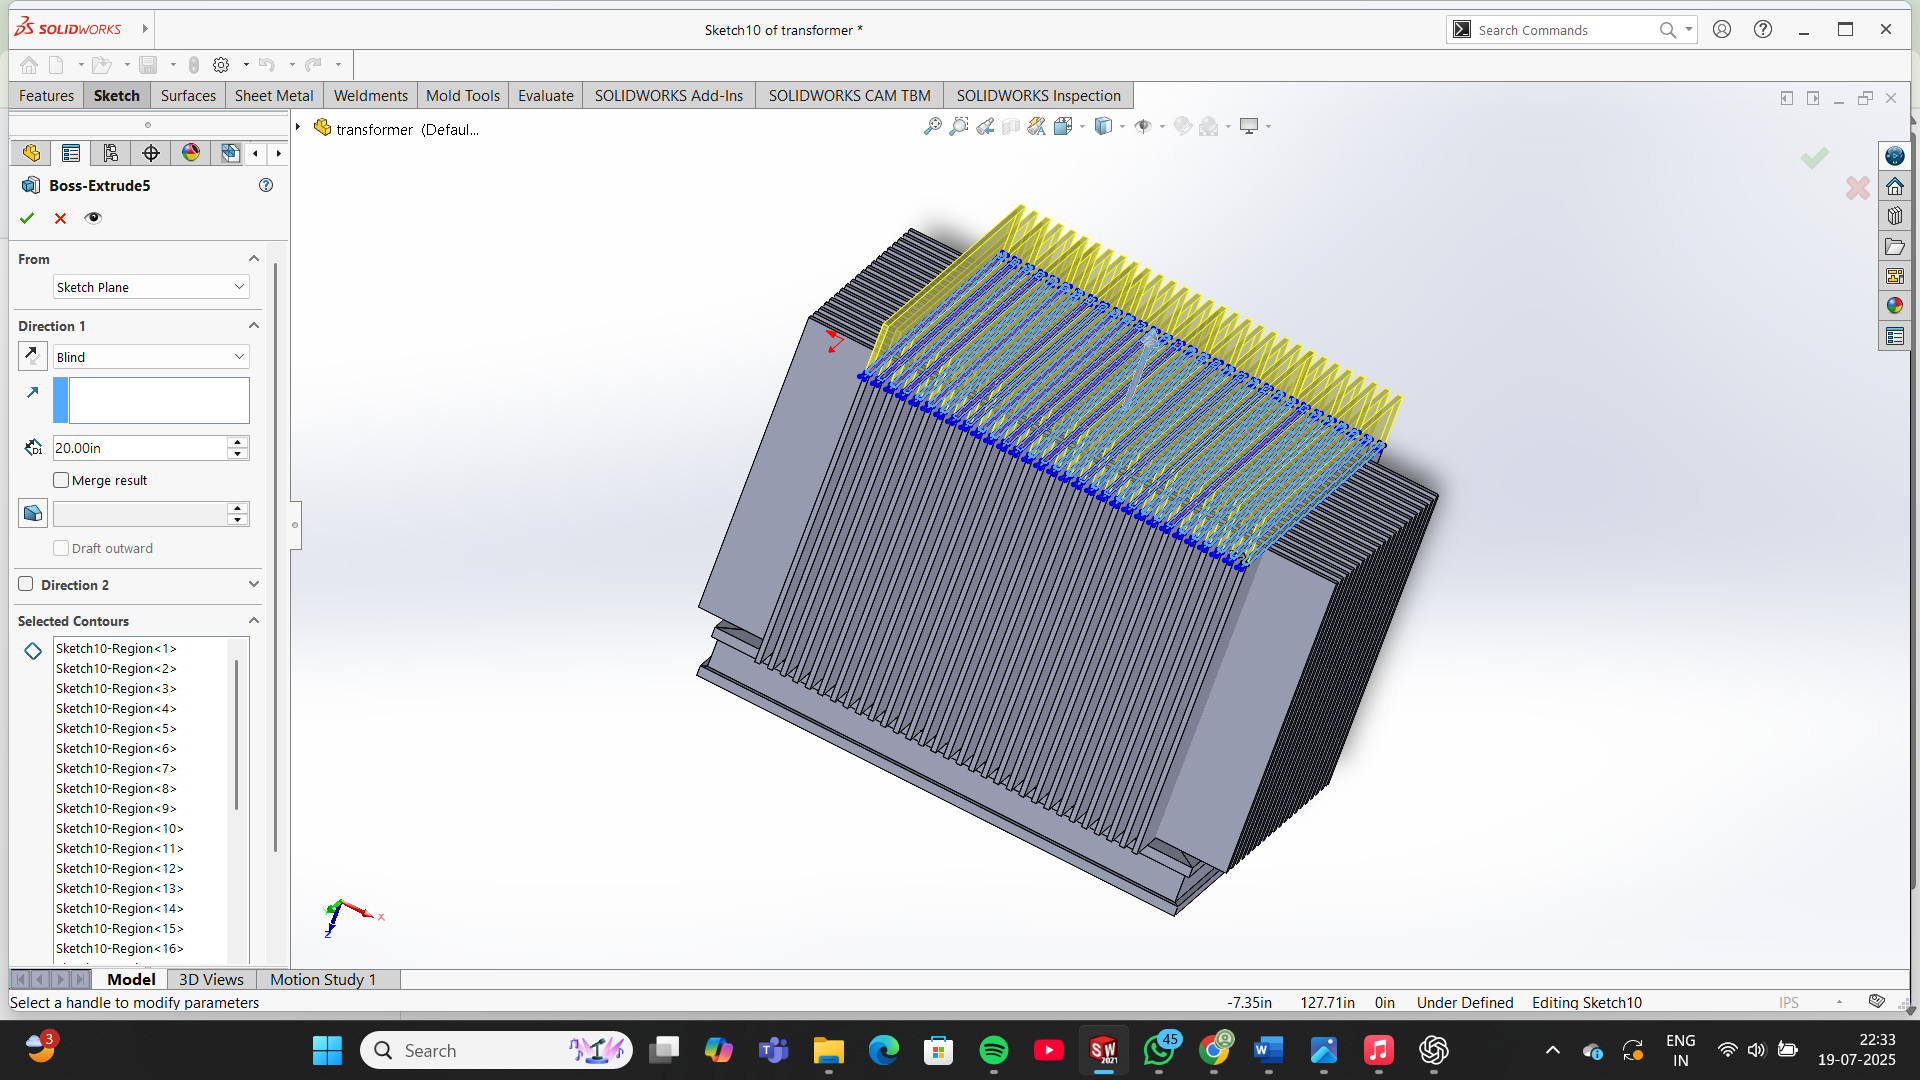 SOLIDWORKS
Sketch10 of transformer *
Search Commands
Features
Sketch
Surfaces
Sheet Metal
Weldments
Mold Tools
Evaluate
SOLIDWORKS Add-Ins
SOLIDWORKS CAM TBM
SOLIDWORKS Inspection
transformer (Defaul...
Boss-Extrude5
From
Sketch Plane
Direction 1
Blind
D1
20.00in
Merge result
Draft outward
Direction 2
Selected Contours
Sketch10-Region<1>
Sketch10-Region<2>
Sketch10-Region<3>
Sketch10-Region<4>
Sketch10-Region<5>
Sketch10-Region<6>
Sketch10-Region<7>
Sketch10-Region<8>
Sketch10-Region<9>
Sketch10-Region<10>
Sketch10-Region<11>
Sketch10-Region<12>
Sketch10-Region<13>
Sketch10-Region<14>
Sketch10-Region<15>
Sketch10-Region<16>
X
Z
Model
3D Views
Motion Study 1
Select a handle to modify parameters
-7.35in
127.71in
0in
Under Defined
Editing Sketch10
IPS
3
Search
SW
2021
45
W
ENG
IN
22:33
19-07-2025